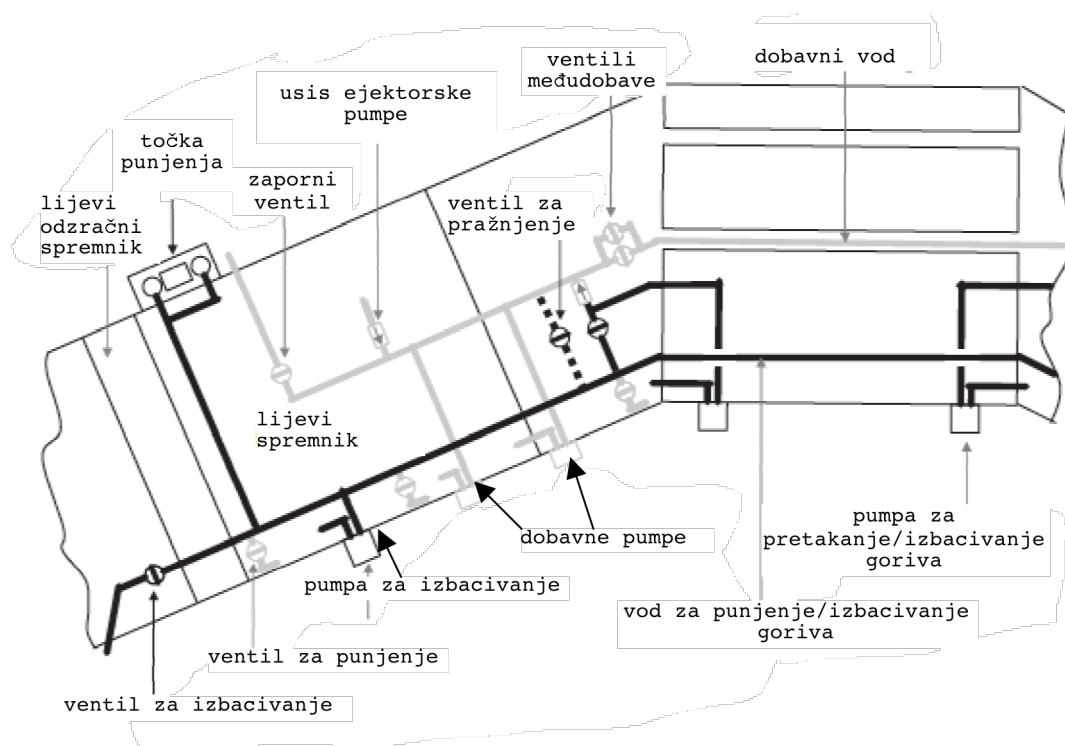 ventili
međudobave
dobavni vod
usis ejektorske
pumpe
točka
punjenja
zaporni
ventil
lijevi
odzračni
spremnik
ventil za
pražnjenje
lijevi
spremnik
dobavne pumpe
pumpa za
pretakanje/izbacivanje
goriva
pumpa za izbacivanje
vod za punjenje/izbacivanje
goriva
ventil za punjenje
ventil za izbacivanje